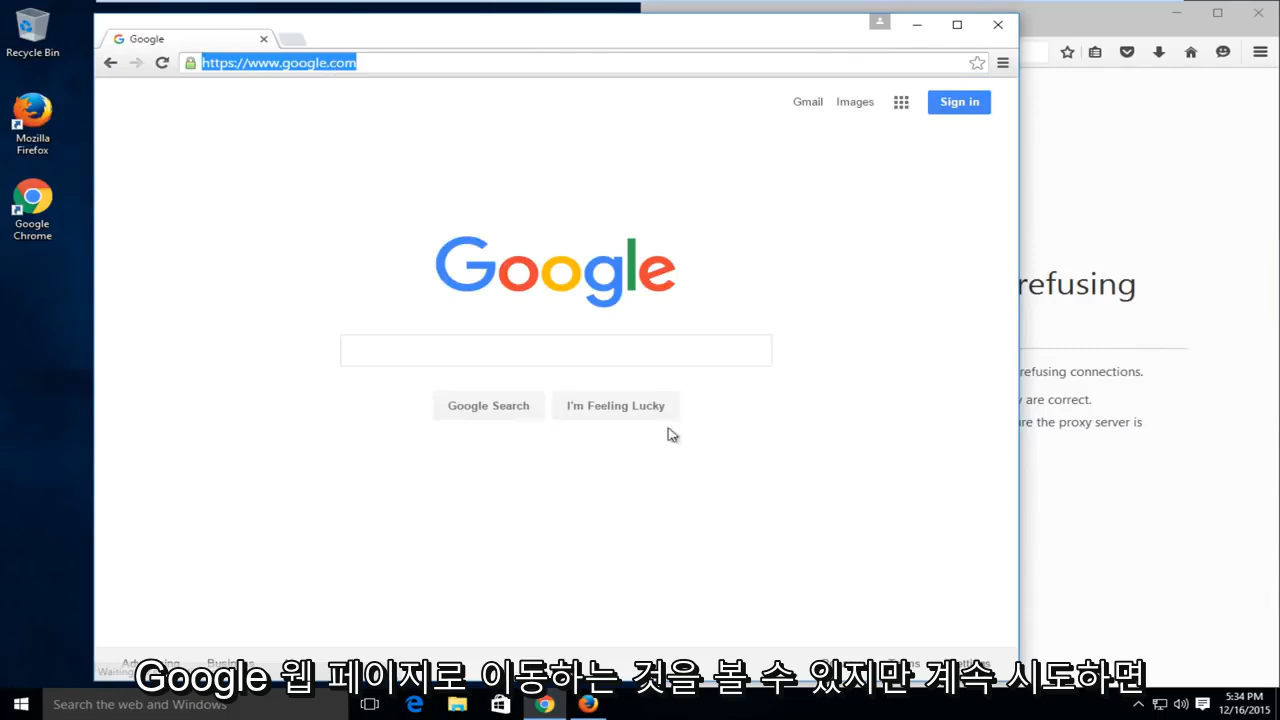 Recycle Bin
Mozilla
Firefox
Google
Chrome
Google
https://www.google.com
Gmail Images Sign in
Google
Google Search I'm Feeling Lucky
refusing
refusing connections.
are correct.
the proxy server is
Google 웹 페이지로 이동하는 것을 볼 수 있지만 계속 시도하면
Search the web and Windows
5:34 PM
12/16/2015